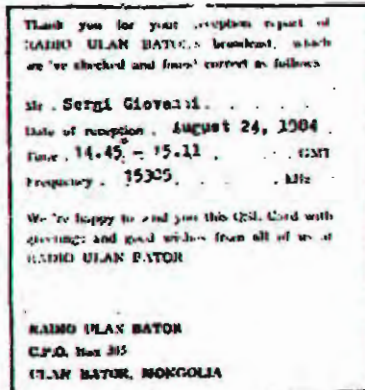 Thank you for your reception report of
RADIO ULAN BATOR's broadcast, which
we 've checked and found correct as follows
Mr . Sergi Giovanni . . . . .
Date of reception . August 24, 1984 .
Time . 14.45 - 15.11 . . GMT
Frequency . 15305 . . . kHz
We 're happy to send you this QSL Card with
greetings and good wishes from all of us at
RADIO ULAN BATOR
RADIO ULAN BATOR
C.P.O. Box 365
ULAN BATOR, MONGOLIA